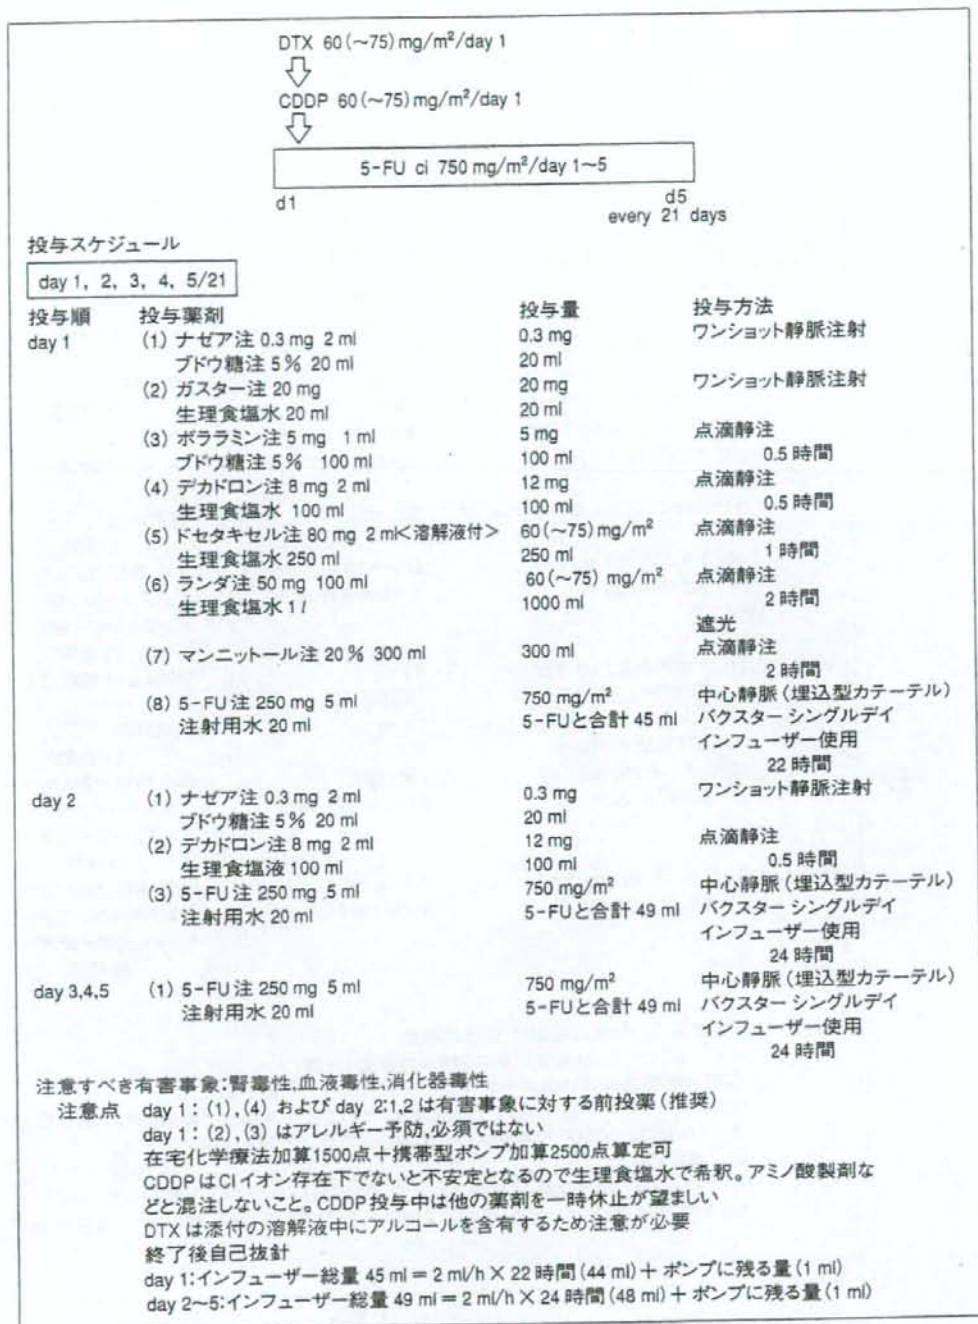 DTX 60(~75)mg/m²/day 1
CDDP 60(~75)mg/m²/day 1
5-FU ci 750 mg/m²/day 1~5
d1 d5
every 21 days
投与スケジュール
day 1, 2, 3, 4, 5/21
投与順 投与薬剤 投与量 投与方法
day 1 (1) ナゼア注 0.3 mg 2 ml 0.3 mg ワンショット静脈注射
ブドウ糖注 5% 20 ml 20 ml
(2) ガスター注 20 mg 20 mg ワンショット静脈注射
生理食塩水 20 ml 20 ml
(3) ポララミン注 5 mg 1 ml 5 mg 点滴静注
ブドウ糖注 5% 100 ml 100 ml 0.5 時間
(4) デカドロン注 8 mg 2 ml 12 mg 点滴静注
生理食塩水 100 ml 100 ml 0.5 時間
(5) ドセタキセル注 80 mg 2 ml<溶解液付> 60(~75)mg/m² 点滴静注
生理食塩水 250 ml 250 ml 1 時間
(6) ランダ注 50 mg 100 ml 60(~75) mg/m² 点滴静注
生理食塩水 1 l 1000 ml 2 時間
遮光
(7) マンニットール注 20% 300 ml 300 ml 点滴静注
2 時間
(8) 5-FU 注 250 mg 5 ml 750 mg/m² 中心静脈(埋込型カテーテル)
注射用水 20 ml 5-FUと合計 45 ml バクスター シングルデイ
インフューザー使用
22 時間
day 2 (1) ナゼア注 0.3 mg 2 ml 0.3 mg ワンショット静脈注射
ブドウ糖注 5% 20 ml 20 ml
(2) デカドロン注 8 mg 2 ml 12 mg 点滴静注
生理食塩液 100 ml 100 ml 0.5 時間
(3) 5-FU 注 250 mg 5 ml 750 mg/m² 中心静脈(埋込型カテーテル)
注射用水 20 ml 5-FUと合計 49 ml バクスター シングルデイ
インフューザー使用
24 時間
day 3,4,5 (1) 5-FU 注 250 mg 5 ml 750 mg/m² 中心静脈(埋込型カテーテル)
注射用水 20 ml 5-FUと合計 49 ml バクスター シングルデイ
インフューザー使用
24 時間
注意すべき有害事象:腎毒性,血液毒性,消化器毒性
注意点 day 1:(1),(4) および day 2:1,2 は有害事象に対する前投薬(推奨)
day 1:(2),(3) はアレルギー予防,必須ではない
在宅化学療法加算1500点+携帯型ポンプ加算2500点算定可
CDDP は Cl イオン存在下でないと不安定となるので生理食塩水で希釈。アミノ酸製剤な
どと混注しないこと。CDDP 投与中は他の薬剤を一時休止が望ましい
DTX は添付の溶解液中にアルコールを含有するため注意が必要
終了後自己抜針
day 1:インフューザー総量 45 ml = 2 ml/h × 22 時間(44 ml)+ ポンプに残る量(1 ml)
day 2~5:インフューザー総量 49 ml = 2 ml/h × 24 時間(48 ml)+ ポンプに残る量(1 ml)